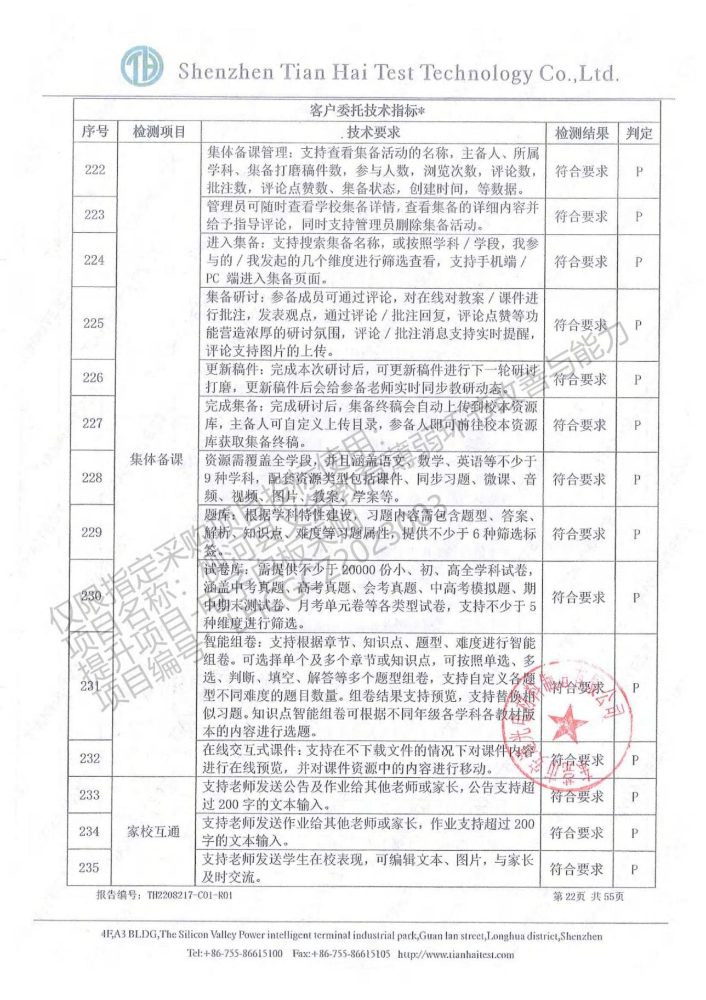 TH Shenzhen Tian Hai Test Technology Co.,Ltd.
客户委托技术指标*
序号 检测项目 技术要求 检测结果 判定
222 集体备课管理：支持查看集备活动的名称，主备人、所属
学科、集备打磨稿件数，参与人数，浏览次数，评论数，
批注数，评论点赞数、集备状态，创建时间，等数据。 符合要求 P
223 管理员可随时查看学校集备详情，查看集备的详细内容并
给予指导评论，同时支持管理员删除集备活动。 符合要求 P
224 进入集备：支持搜索集备名称，或按照学科/学段，我参
与的/我发起的几个维度进行筛选查看，支持手机端/
PC 端进入集备页面。 符合要求 P
225 集备研讨：参备成员可通过评论，对在线对教案/课件进
行批注，发表观点，通过评论/批注回复，评论点赞等功
能营造浓厚的研讨氛围，评论/批注消息支持实时提醒，
评论支持图片的上传。 符合要求 P
226 更新稿件：完成本次研讨后，可更新稿件进行下一轮研讨
打磨，更新稿件后会给参备老师实时同步教研动态。 符合要求 P
227 完成集备：完成研讨后，集备终稿会自动上传到校本资源
库，主备人可自定义上传目录，参备人即可前往校本资源
库获取集备终稿。 符合要求 P
集体备课
228 资源需覆盖全学段，并且涵盖语文、数学、英语等不少于
9 种学科，配套资源类型包括课件、同步习题、微课、音
频、视频、图片、教案、学案等。 符合要求 P
229 题库：根据学科特性建设，习题内容需包含题型、答案、
解析、知识点、难度等习题属性，提供不少于 6 种筛选标
签。 符合要求 P
230 试卷库：需提供不少于 20000 份小、初、高全学科试卷，
涵盖中考真题、高考真题、会考真题、中高考模拟题、期
中期末测试卷、月考单元卷等各类型试卷，支持不少于 5
种维度进行筛选。 符合要求 P
231 智能组卷：支持根据章节、知识点、题型、难度进行智能
组卷。可选择单个及多个章节或知识点，可按照单选、多
选、判断、填空、解答等多个题型组卷，支持自定义各题
型不同难度的题目数量。组卷结果支持预览，支持替换相
似习题。知识点智能组卷可根据不同年级各学科各教材版
本的内容进行选题。 符合要求 P
232 在线交互式课件：支持在不下载文件的情况下对课件内容
进行在线预览，并对课件资源中的内容进行移动。 符合要求 P
233 支持老师发送公告及作业给其他老师或家长，公告支持超
过 200 字的文本输入。 符合要求 P
234 家校互通 支持老师发送作业给其他老师或家长，作业支持超过 200
字的文本输入。 符合要求 P
235 支持老师发送学生在校表现，可编辑文本、图片，与家长
及时交流。 符合要求 P
仅限指定采购项目投标使用：
教育薄弱环节改善与能力
项目编号：LHCGCZ2023003
报告编号：TH2208217-C01-R01 第 22页 共 55页
4F,A3 BLDG,The Silicon Valley Power intelligent terminal industrial park,Guan lan street,Longhua district,Shenzhen
Tel:+86-755-86615100 Fax:+86-755-86615105 http://www.tianhaitest.com